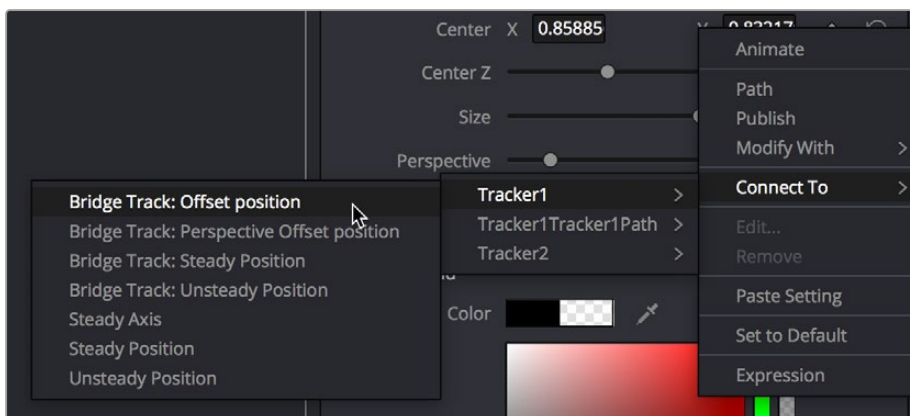 Center X 0.85885 Y 0.83217
Center Z
Size
Perspective
Color
Animate
Path
Publish
Modify With >
Connect To >
Edit...
Remove
Paste Setting
Set to Default
Expression
Tracker1 >
Tracker1Tracker1Path >
Tracker2 >
Bridge Track: Offset position
Bridge Track: Perspective Offset position
Bridge Track: Steady Position
Bridge Track: Unsteady Position
Steady Axis
Steady Position
Unsteady Position